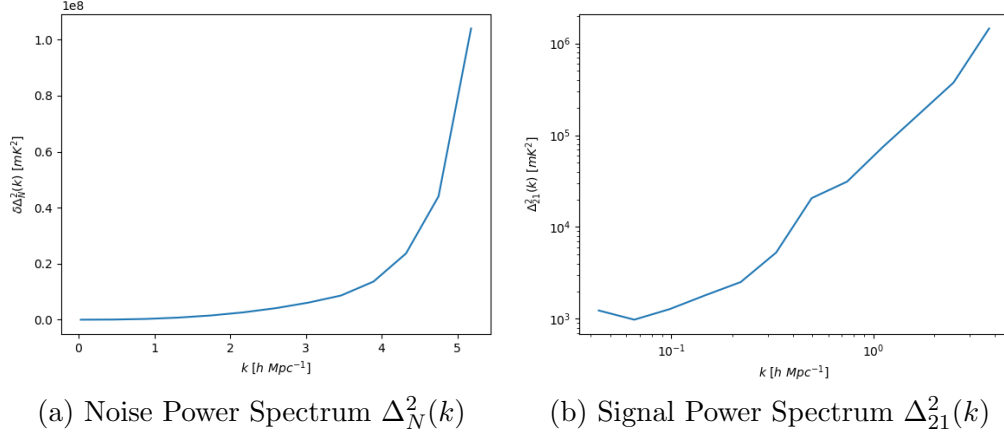 1e8
1.0
0.8
0.6
0.4
0.2
0.0
δΔ²_N(k) [mK²]
0 1 2 3 4 5
k [h Mpc⁻¹]
(a) Noise Power Spectrum Δ²_N(k)
10⁶
10⁵
10⁴
10³
Δ²₂₁(k) [mK²]
10⁻¹ 10⁰
k [h Mpc⁻¹]
(b) Signal Power Spectrum Δ²₂₁(k)